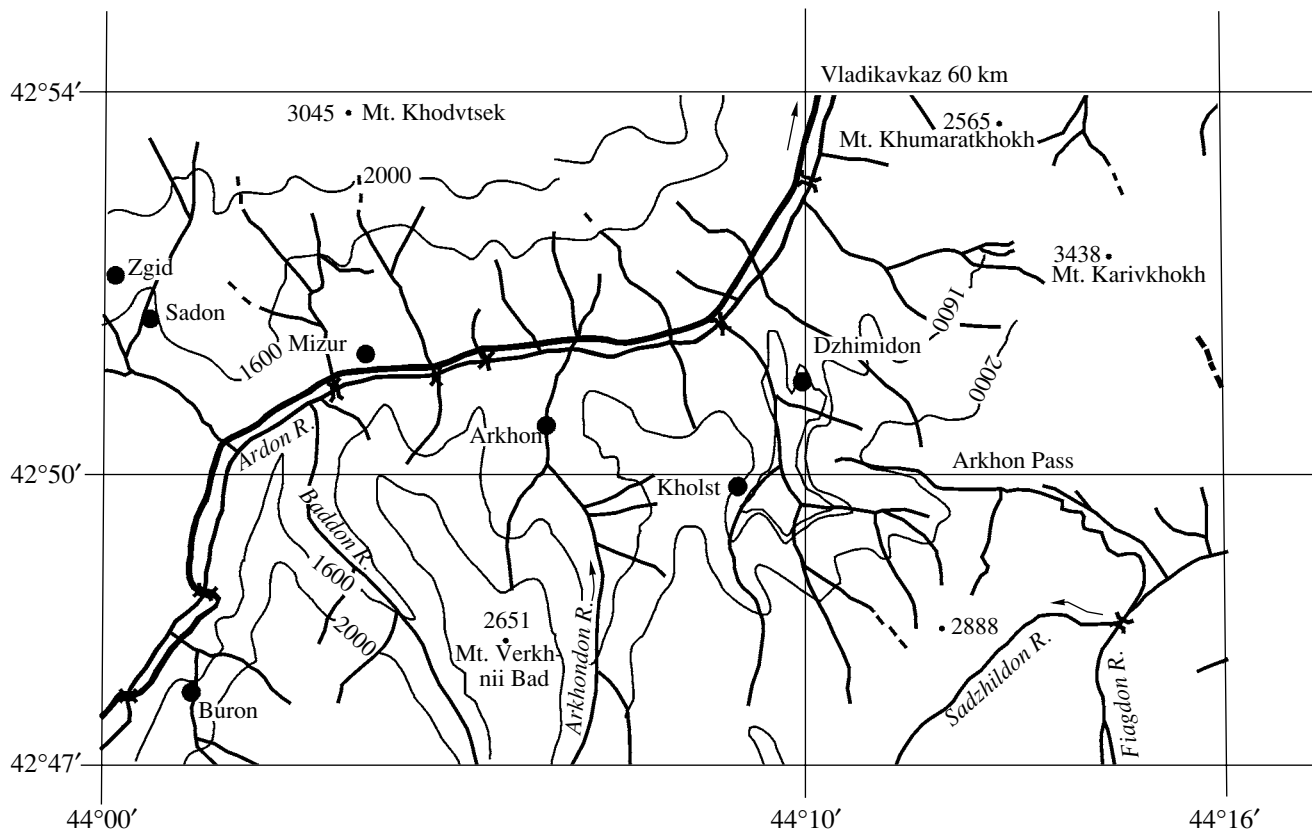 Vladikavkaz 60 km
42°54′
3045
Mt. Khodvtsek
2565
Mt. Khumaratkhokh
2000
3438
Mt. Karivkhokh
Zgid
Sadon
1600
Mizur
1600
Dzhimidon
2000
Ardon R.
Arkhon
42°50′
Arkhon Pass
Kholst
Baddon R.
1600
2000
2651
Mt. Verkh-
nii Bad
Arkhondon R.
2888
Sadzhildon R.
Fiagdon R.
Buron
42°47′
44°00′
44°10′
44°16′